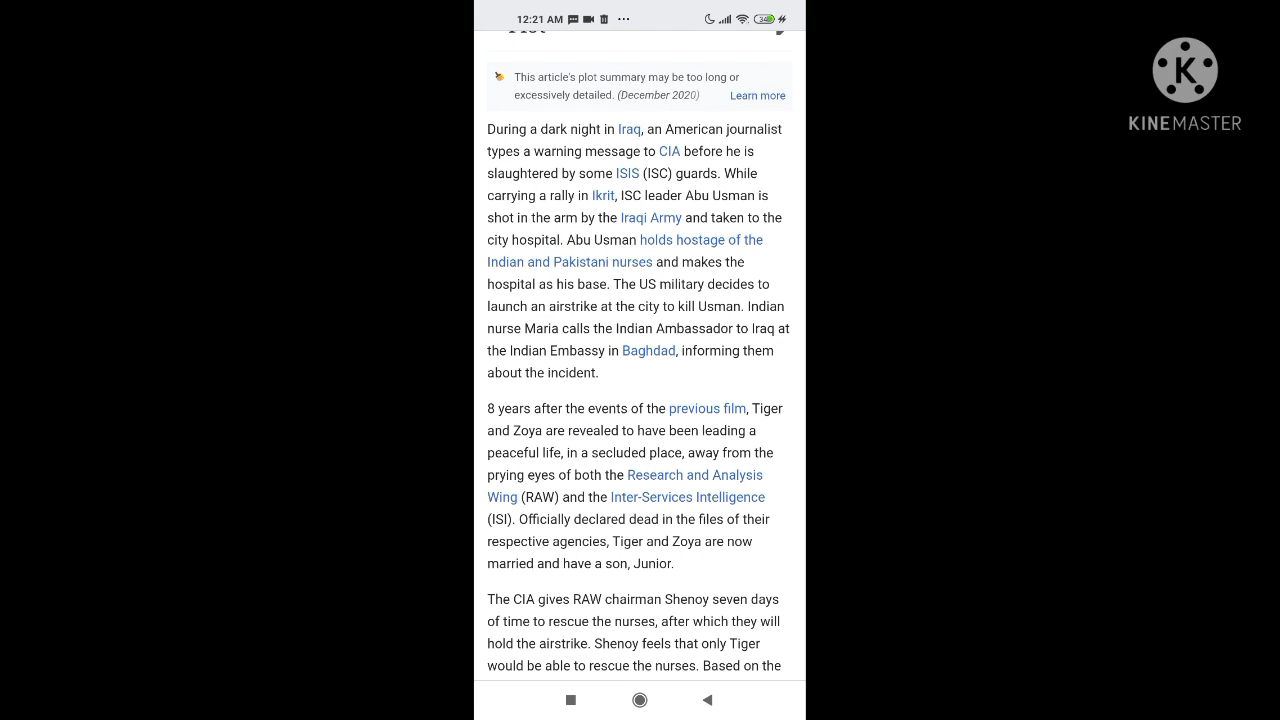 12:21 AM
34
This article's plot summary may be too long or
excessively detailed. (December 2020)
Learn more
During a dark night in Iraq, an American journalist
types a warning message to CIA before he is
slaughtered by some ISIS (ISC) guards. While
carrying a rally in Ikrit, ISC leader Abu Usman is
shot in the arm by the Iraqi Army and taken to the
city hospital. Abu Usman holds hostage of the
Indian and Pakistani nurses and makes the
hospital as his base. The US military decides to
launch an airstrike at the city to kill Usman. Indian
nurse Maria calls the Indian Ambassador to Iraq at
the Indian Embassy in Baghdad, informing them
about the incident.
8 years after the events of the previous film, Tiger
and Zoya are revealed to have been leading a
peaceful life, in a secluded place, away from the
prying eyes of both the Research and Analysis
Wing (RAW) and the Inter-Services Intelligence
(ISI). Officially declared dead in the files of their
respective agencies, Tiger and Zoya are now
married and have a son, Junior.
The CIA gives RAW chairman Shenoy seven days
of time to rescue the nurses, after which they will
hold the airstrike. Shenoy feels that only Tiger
would be able to rescue the nurses. Based on the
K
KINEMASTER